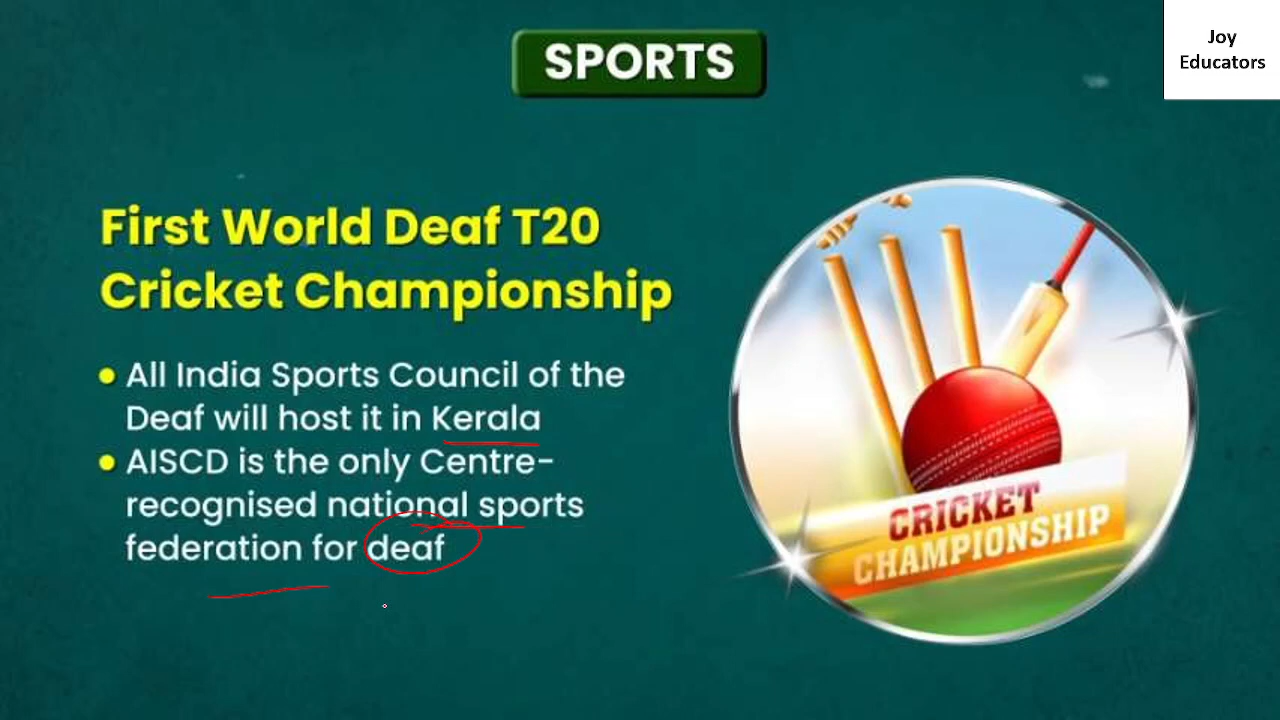 SPORTS
Joy
Educators
First World Deaf T20
Cricket Championship
All India Sports Council of the
Deaf will host it in Kerala
AISCD is the only Centre-
recognised national sports
federation for deaf
CRICKET
CHAMPIONSHIP